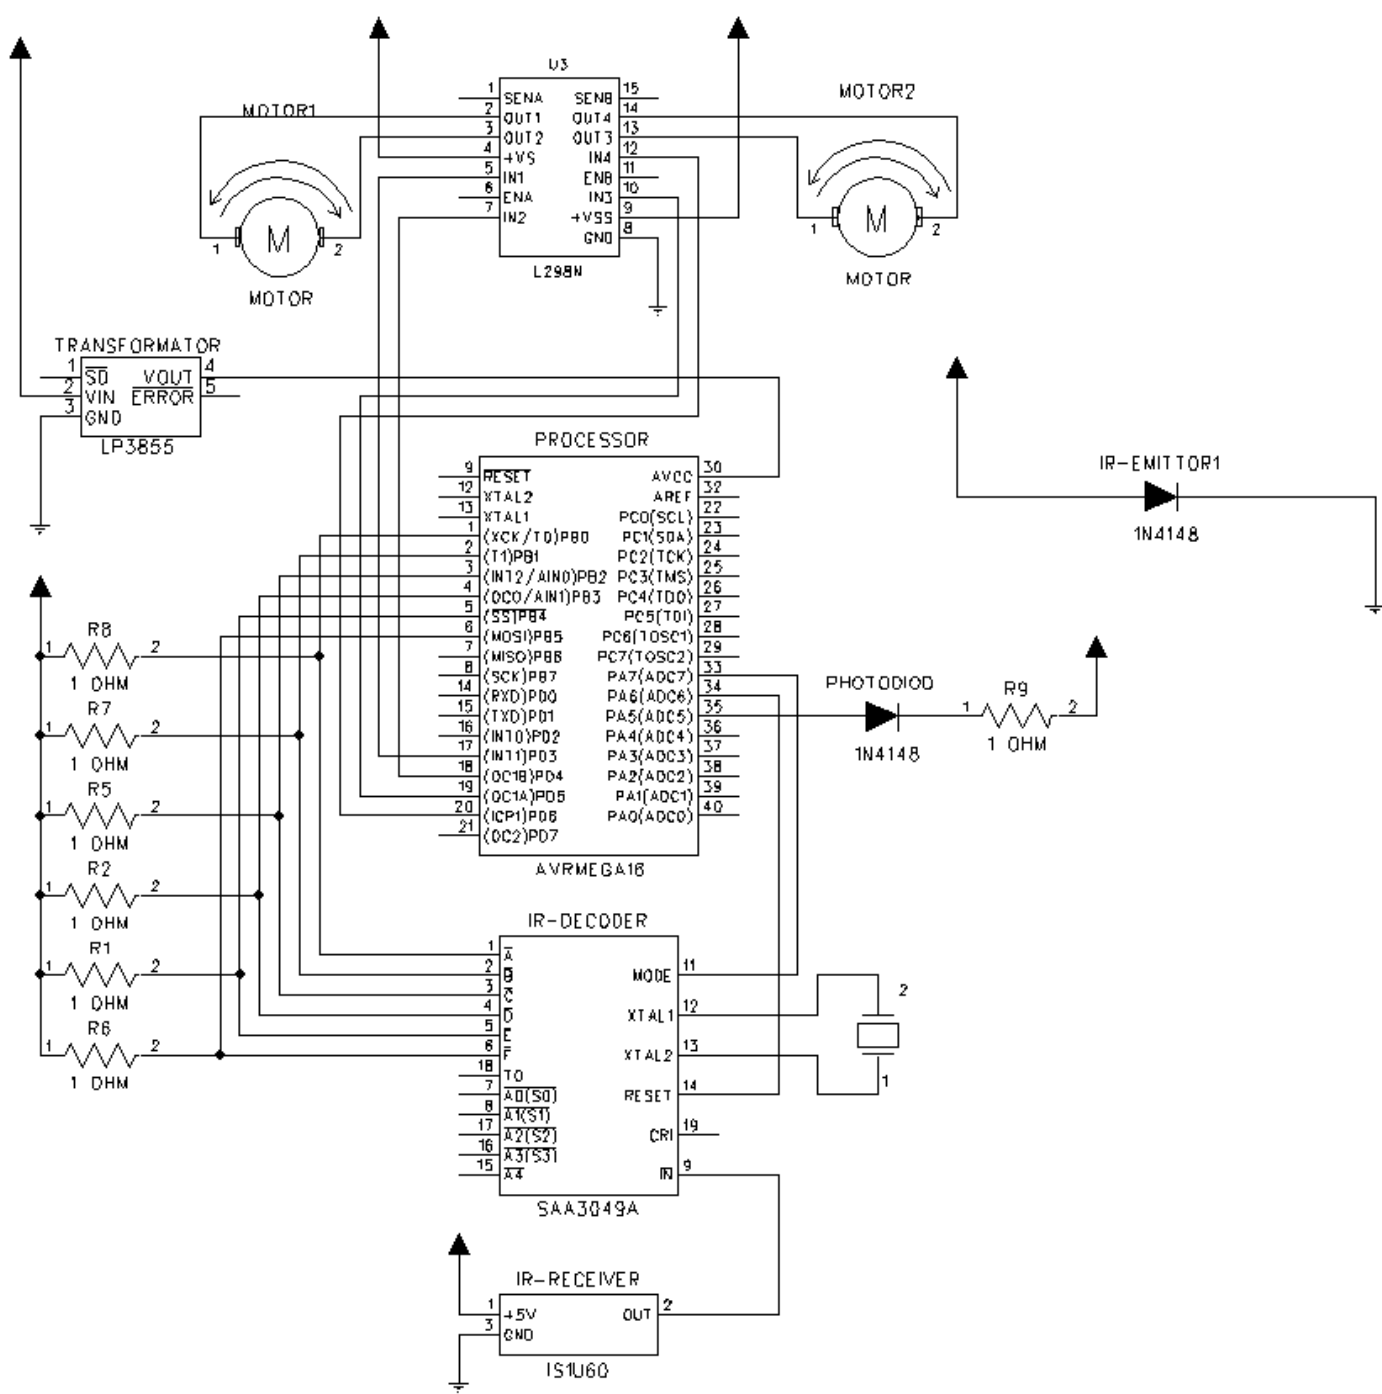 U3
MOTOR1
1 SENA SENB 15
2 OUT1 OUT4 14
3 OUT2 OUT3 13
4 +VS IN4 12
5 IN1 ENB 11
6 ENA IN3 10
7 IN2 +VSS 9
GND 8
L298N
M
1 2
MOTOR
MOTOR2
M
1 2
MOTOR
TRANSFORMATOR
1 SD VOUT 4
2 VIN ERROR 5
3 GND
LP3855
PROCESSOR
9 RESET AVCC 30
12 XTAL2 AREF 32
13 XTAL1 PC0(SCL) 22
1 (XCK/T0)PB0 PC1(SDA) 23
2 (T1)PB1 PC2(TCK) 24
3 (INT2/AIN0)PB2 PC3(TMS) 25
4 (OC0/AIN1)PB3 PC4(TDO) 26
5 (SS)PB4 PC5(TDI) 27
6 (MOSI)PB5 PC6(TOSC1) 28
7 (MISO)PB6 PC7(TOSC2) 29
8 (SCK)PB7 PA7(ADC7) 33
14 (RXD)PD0 PA6(ADC6) 34
15 (TXD)PD1 PA5(ADC5) 35
16 (INT0)PD2 PA4(ADC4) 36
17 (INT1)PD3 PA3(ADC3) 37
18 (OC1B)PD4 PA2(ADC2) 38
19 (OC1A)PD5 PA1(ADC1) 39
20 (ICP1)PD6 PA0(ADC0) 40
21 (OC2)PD7
AVRMEGA16
IR-EMITTOR1
1N4148
PHOTODIOD
1N4148
R9
1 2
1 OHM
R8
1 2
1 OHM
R7
1 2
1 OHM
R5
1 2
1 OHM
R2
1 2
1 OHM
R1
1 2
1 OHM
R6
1 2
1 OHM
IR-DECODER
1 A
2 B MODE 11
3 C
4 D XTAL1 12
5 E
6 F XTAL2 13
18 TO
7 A0(S0) RESET 14
8 A1(S1)
17 A2(S2) CRI 19
16 A3(S3)
15 A4 IN 9
SAA3049A
2
1
IR-RECEIVER
1 +5V OUT 2
3 GND
IS1U60